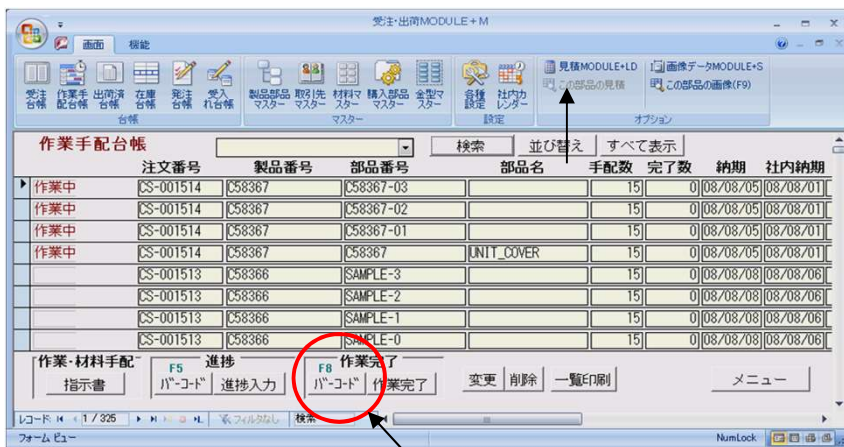 受注・出荷MODULE+M
画面 機能
受注台帳 作業手配台帳 出荷済台帳 在庫台帳 発注台帳 受入れ台帳 製品部品マスター 取引先マスター 材料マスター 購入部品マスター 金型マスター 各種設定 社内カレンダー 見積MODULE+LD 画像データMODULE+S
この部品の見積 この部品の画像(F9)
台帳 マスター 設定 オプション
作業手配台帳 検索 並び替え すべて表示
注文番号 製品番号 部品番号 部品名 手配数 完了数 納期 社内納期
作業中 CS-001514 C58367 C58367-03 15 0 08/08/05 08/08/01
作業中 CS-001514 C58367 C58367-02 15 0 08/08/05 08/08/01
作業中 CS-001514 C58367 C58367-01 15 0 08/08/05 08/08/01
作業中 CS-001514 C58367 C58367 UNIT_COVER 15 0 08/08/05 08/08/01
CS-001513 C58366 SAMPLE-3 15 0 08/08/08 08/08/06
CS-001513 C58366 SAMPLE-2 15 0 08/08/08 08/08/06
CS-001513 C58366 SAMPLE-1 15 0 08/08/08 08/08/06
CS-001513 C58366 SAMPLE-0 15 0 08/08/08 08/08/06
作業・材料手配 F5 進捗 F8 作業完了
指示書 バーコード 進捗入力 バーコード 作業完了 変更 削除 一覧印刷 メニュー
レコード: 1 / 325 フィルタなし 検索
フォーム ビュー NumLock